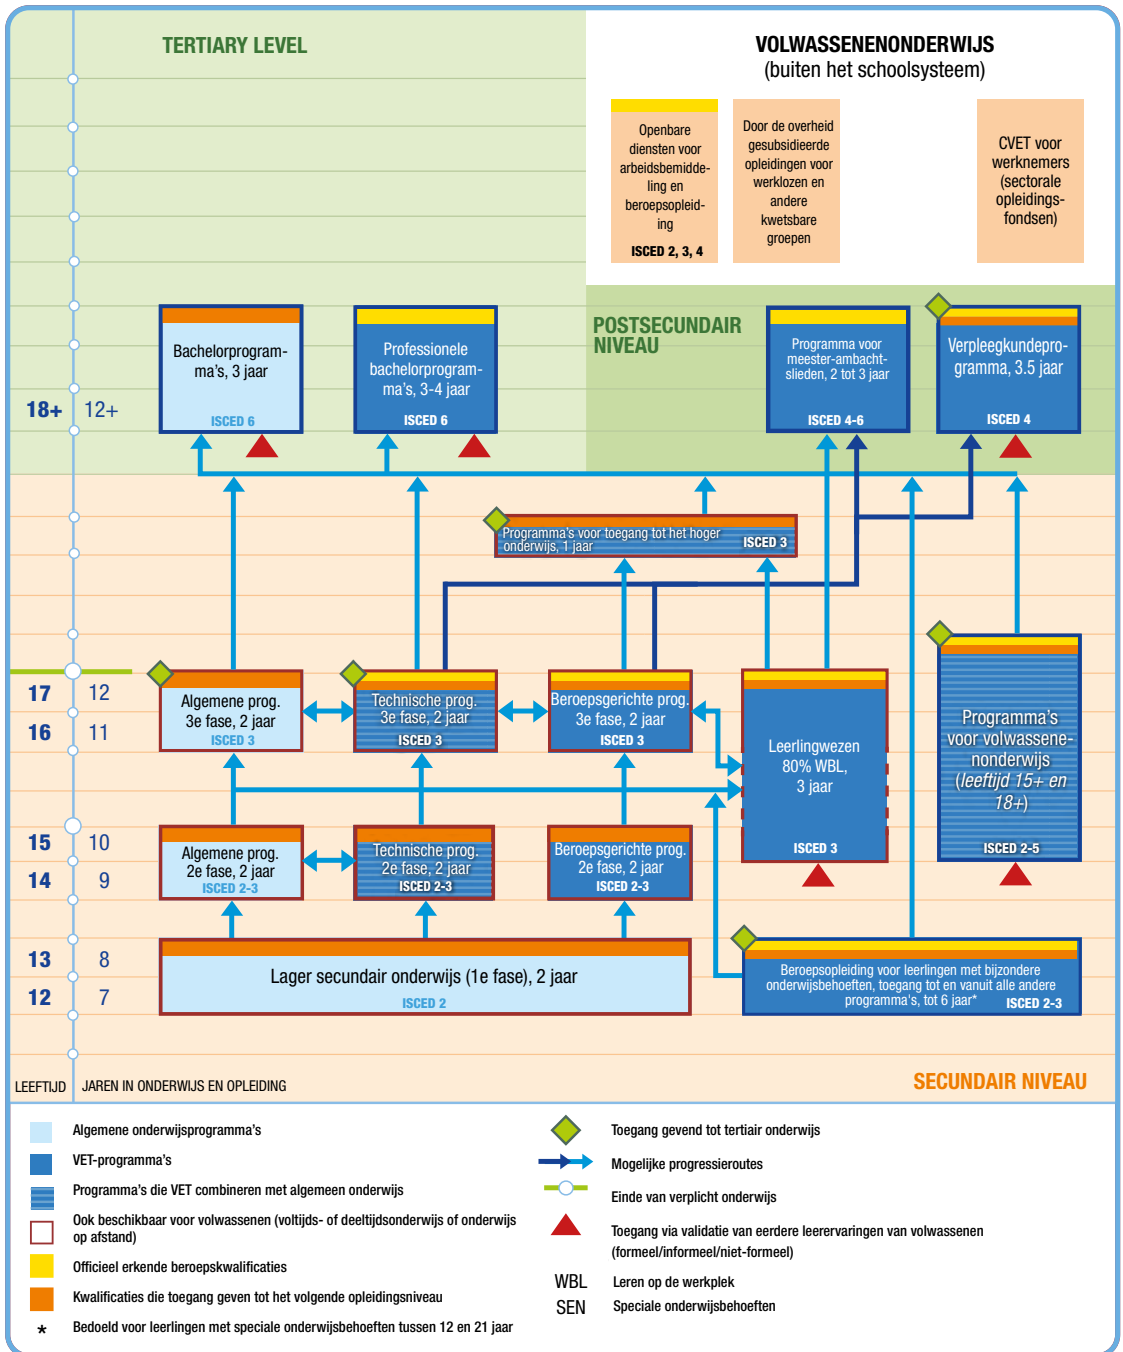 TERTIARY LEVEL
VOLWASSENENONDERWIJS
(buiten het schoolsysteem)
Openbare
diensten voor
arbeidsbemidde-
ling en
beroepsopleid-
ing
ISCED 2, 3, 4
Door de overheid
gesubsidieerde
opleidingen voor
werklozen en
andere
kwetsbare
groepen
CVET voor
werknemers
(sectorale
opleidings-
fondsen)
POSTSECUNDAIR
NIVEAU
Bachelorprogram-
ma's, 3 jaar
ISCED 6
Professionele
bachelorprogram-
ma's, 3-4 jaar
ISCED 6
Programma voor
meester-ambacht-
slieden, 2 tot 3 jaar
ISCED 4-6
Verpleegkundepro-
gramma, 3.5 jaar
ISCED 4
18+ 12+
Programma's voor toegang tot het hoger
onderwijs, 1 jaar
ISCED 3
17 12
16 11
Algemene prog.
3e fase, 2 jaar
ISCED 3
Technische prog.
3e fase, 2 jaar
ISCED 3
Beroepsgerichte prog.
3e fase, 2 jaar
ISCED 3
Leerlingwezen
80% WBL,
3 jaar
ISCED 3
Programma's
voor volwassene-
nonderwijs
(leeftijd 15+ en
18+)
ISCED 2-5
15 10
14 9
Algemene prog.
2e fase, 2 jaar
ISCED 2-3
Technische prog.
2e fase, 2 jaar
ISCED 2-3
Beroepsgerichte prog.
2e fase, 2 jaar
ISCED 2-3
13 8
12 7
Lager secundair onderwijs (1e fase), 2 jaar
ISCED 2
Beroepsopleiding voor leerlingen met bijzondere
onderwijsbehoeften, toegang tot en vanuit alle andere
programma's, tot 6 jaar*
ISCED 2-3
LEEFTIJD
JAREN IN ONDERWIJS EN OPLEIDING
SECUNDAIR NIVEAU
Algemene onderwijsprogramma's
VET-programma's
Programma's die VET combineren met algemeen onderwijs
Ook beschikbaar voor volwassenen (voltijds- of deeltijdsonderwijs of onderwijs
op afstand)
Officieel erkende beroepskwalificaties
Kwalificaties die toegang geven tot het volgende opleidingsniveau
* Bedoeld voor leerlingen met speciale onderwijsbehoeften tussen 12 en 21 jaar
Toegang gevend tot tertiair onderwijs
Mogelijke progressieroutes
Einde van verplicht onderwijs
Toegang via validatie van eerdere leerervaringen van volwassenen
(formeel/informeel/niet-formeel)
WBL Leren op de werkplek
SEN Speciale onderwijsbehoeften